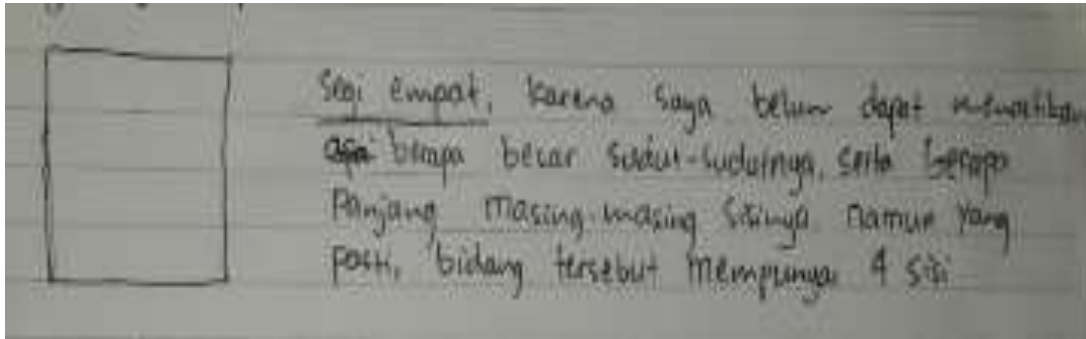 Segi empat, karena saya belum dapat memastikan
berapa besar sudut-sudutnya, serta berapa
Panjang masing-masing sisinya. namun yang
pasti, bidang tersebut mempunyai 4 sisi